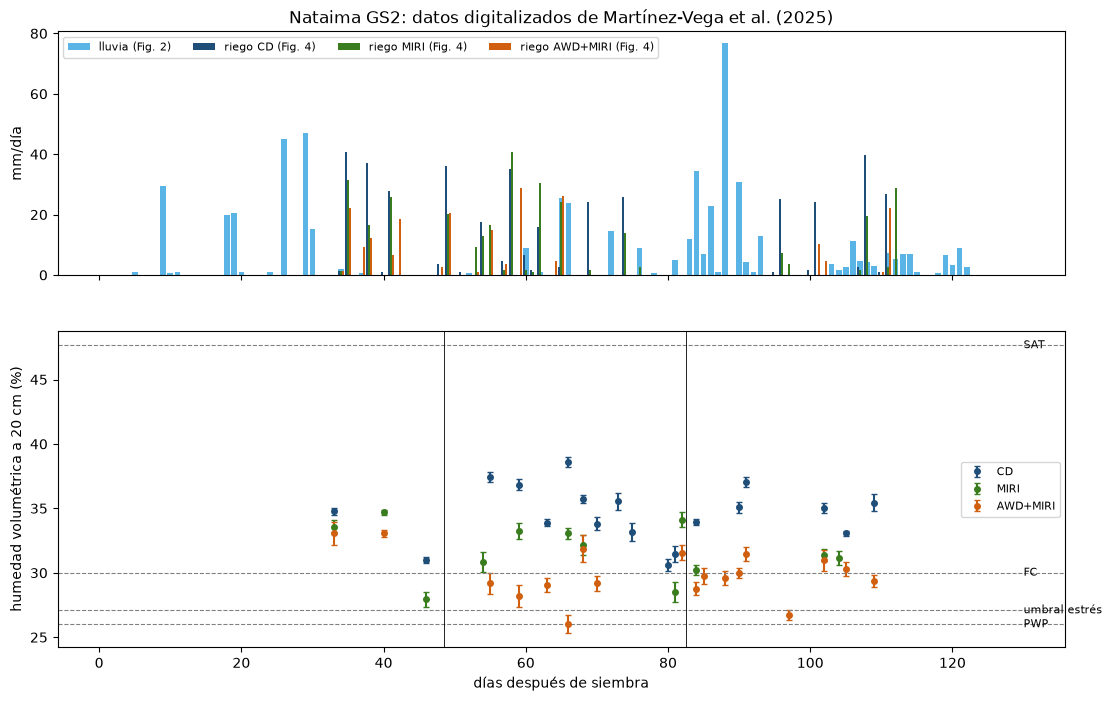 Nataima GS2: datos digitalizados de Martínez-Vega et al. (2025)
lluvia (Fig. 2) riego CD (Fig. 4) riego MIRI (Fig. 4) riego AWD+MIRI (Fig. 4)
mm/día
80
60
40
20
0
humedad volumétrica a 20 cm (%)
45
40
35
30
25
SAT
CD
MIRI
AWD+MIRI
FC
umbral estrés
PWP
0 20 40 60 80 100 120
días después de siembra